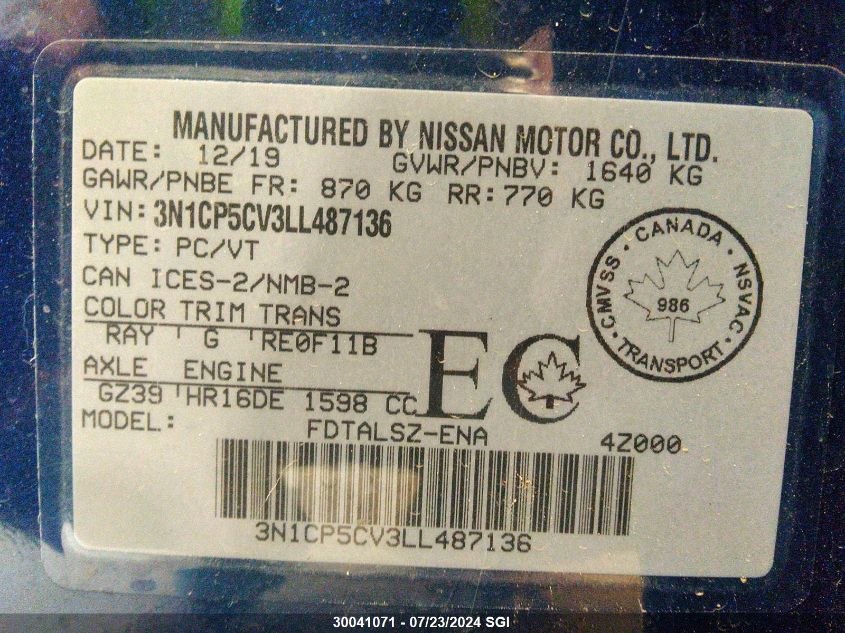 MANUFACTURED BY NISSAN MOTOR CO., LTD.
DATE: 12/19 GVWR/PNBV: 1640 KG
GAWR/PNBE FR: 870 KG RR: 770 KG
VIN: 3N1CP5CV3LL487136
TYPE: PC/VT
CAN ICES-2/NMB-2
COLOR TRIM TRANS
RAY G RE0F11B
AXLE ENGINE
GZ39 HR16DE 1598 CC
MODEL:
FDTALSZ-ENA 4Z000
EC
CANADA
CMVSS
NSVAC
986
TRANSPORT
3N1CP5CV3LL487136
30041071 - 07/23/2024 SGI